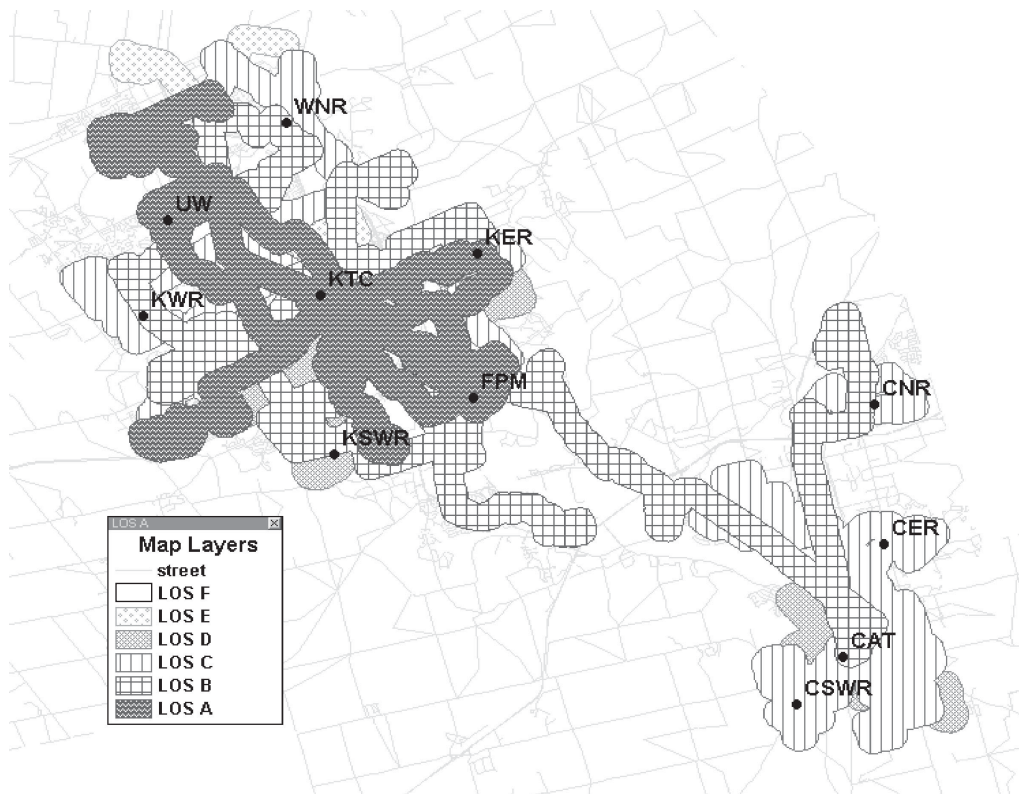 WNR
UW
KER
KTC
KWR
FPM
CNR
KSWR
LOS A
Map Layers
street
LOS F
LOS E
LOS D
LOS C
LOS B
LOS A
CER
CAT
CSWR